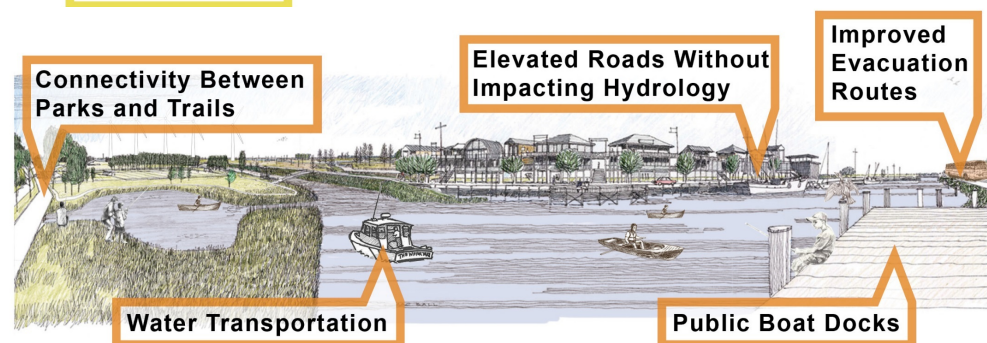 Connectivity Between
Parks and Trails
Elevated Roads Without
Impacting Hydrology
Improved
Evacuation
Routes
Water Transportation
Public Boat Docks